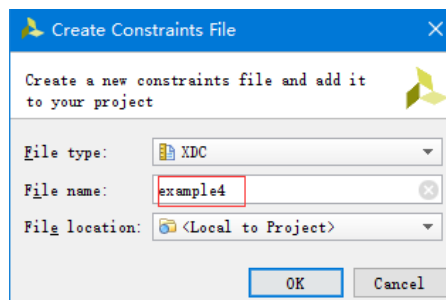 Create Constraints File
Create a new constraints file and add it
to your project
File type: XDC
File name: example4
File location: <Local to Project>
OK Cancel